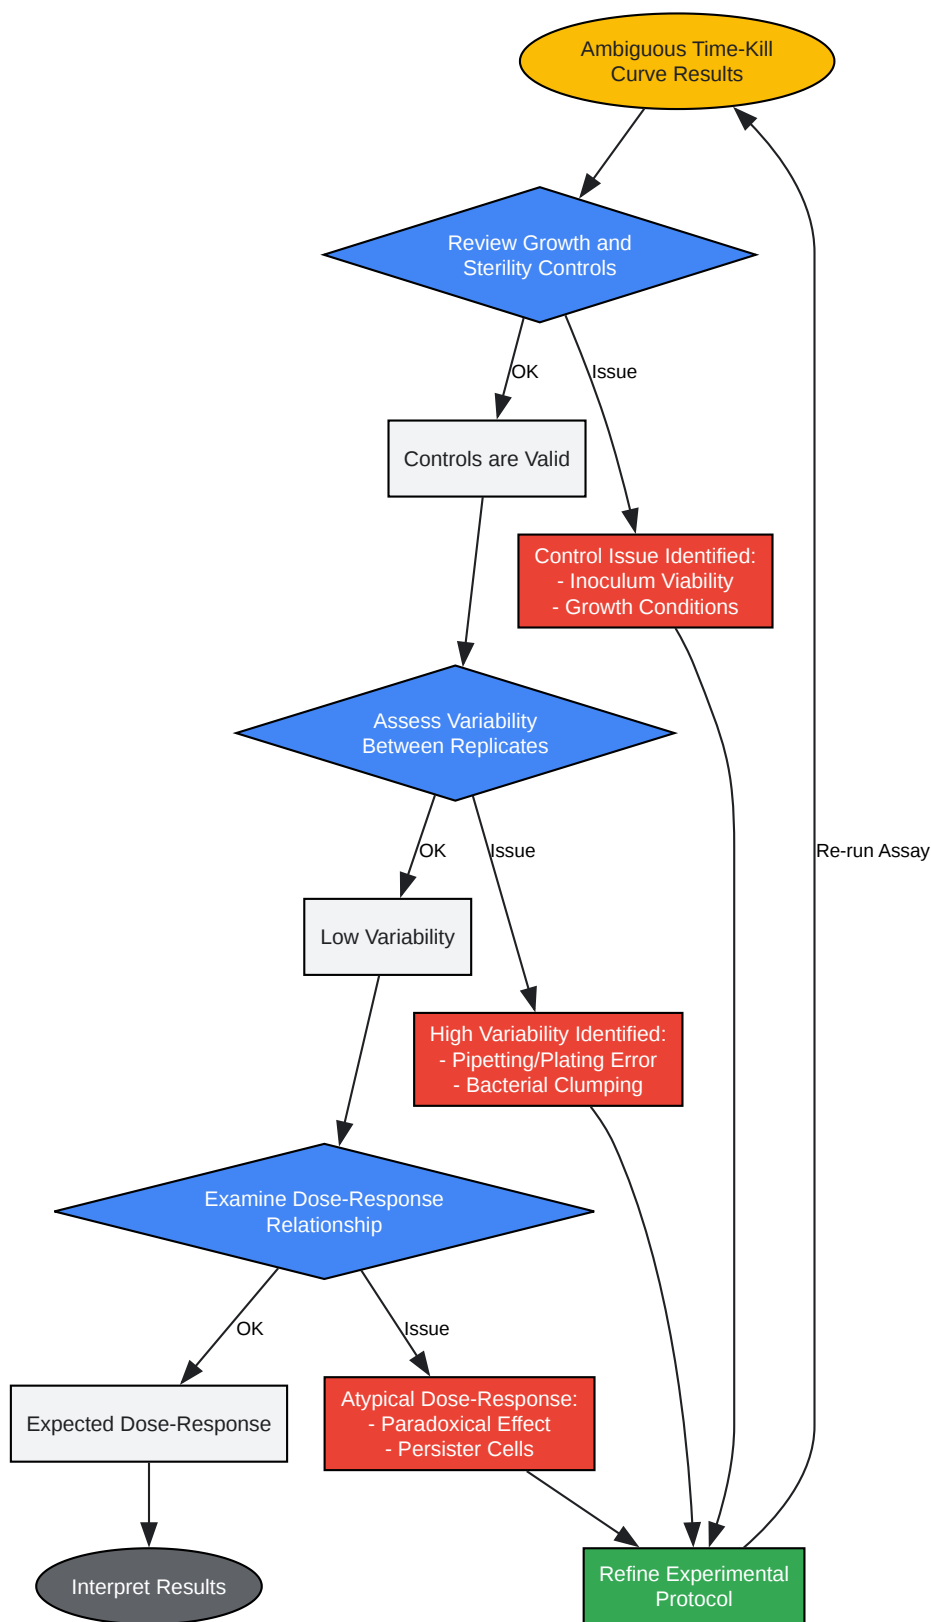 Ambiguous Time-Kill
Curve Results
Review Growth and
Sterility Controls
OK
Issue
Controls are Valid
Control Issue Identified:
- Inoculum Viability
- Growth Conditions
Assess Variability
Between Replicates
OK
Issue
Re-run Assay
Low Variability
High Variability Identified:
- Pipetting/Plating Error
- Bacterial Clumping
Examine Dose-Response
Relationship
OK
Issue
Expected Dose-Response
Atypical Dose-Response:
- Paradoxical Effect
- Persister Cells
Interpret Results
Refine Experimental
Protocol